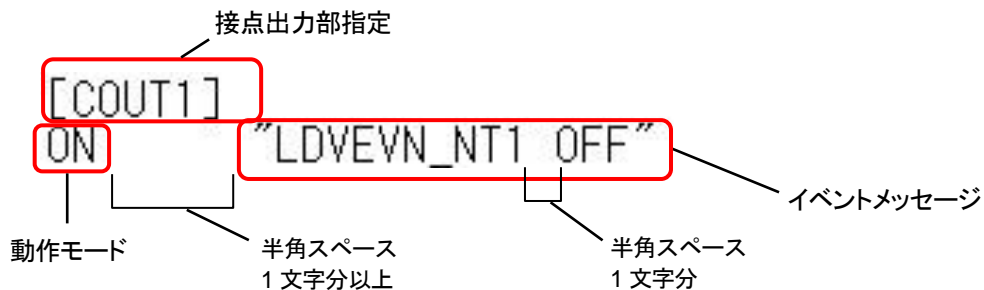 接点出力部指定
[COUT1]
ON "LDVEVN_NT1 OFF"
イベントメッセージ
動作モード
半角スペース
1 文字分以上
半角スペース
1 文字分